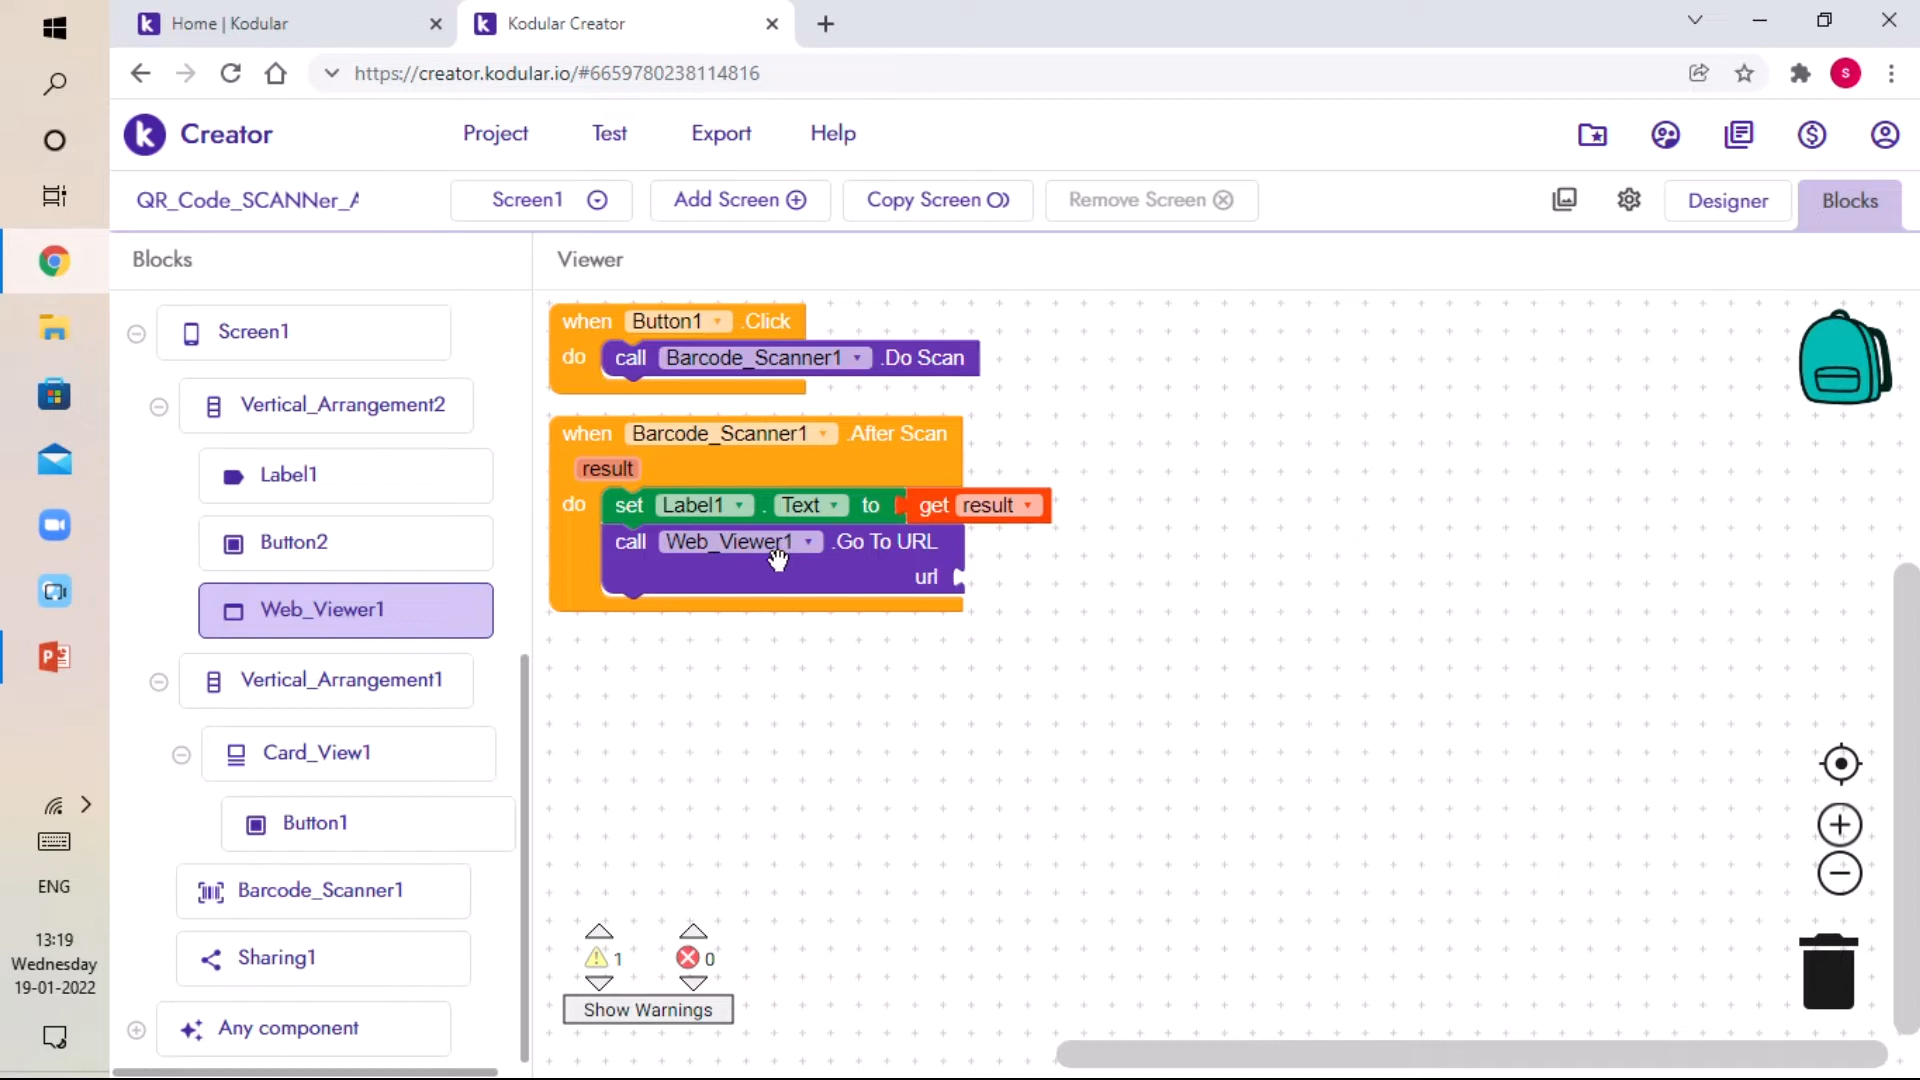 Home | Kodular
Kodular Creator
https://creator.kodular.io/#6659780238114816
S
k Creator
Project
Test
Export
Help
QR_Code_SCANNer_A
Screen1
Add Screen
Copy Screen
Remove Screen
Designer
Blocks
Blocks
Viewer
Screen1
Vertical_Arrangement2
Label1
Button2
Web_Viewer1
Vertical_Arrangement1
Card_View1
Button1
Barcode_Scanner1
Sharing1
Any component
when Button1 .Click
do call Barcode_Scanner1 .Do Scan
when Barcode_Scanner1 .After Scan
result
do set Label1 . Text to get result
call Web_Viewer1 .Go To URL
url
1
0
Show Warnings
ENG
13:19
Wednesday
19-01-2022